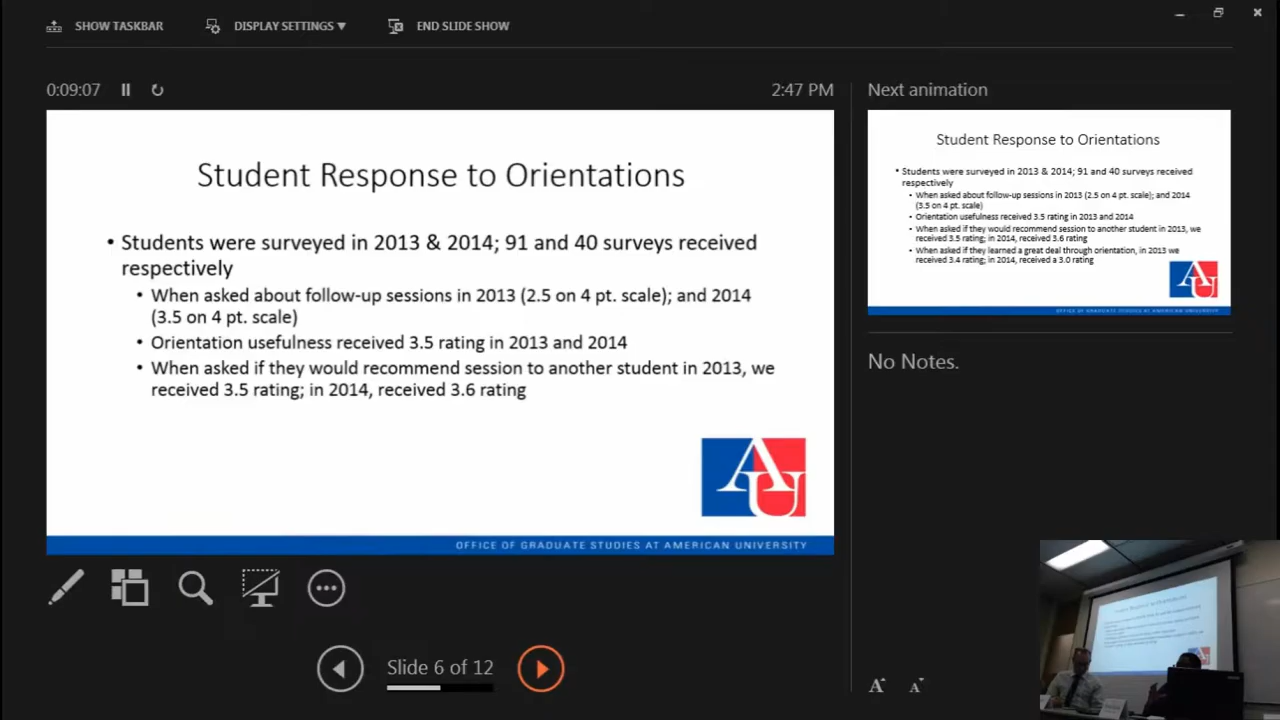 SHOW TASKBAR
DISPLAY SETTINGS ▼
END SLIDE SHOW
0:09:07
2:47 PM
Student Response to Orientations
• Students were surveyed in 2013 & 2014; 91 and 40 surveys received
respectively
• When asked about follow-up sessions in 2013 (2.5 on 4 pt. scale); and 2014
(3.5 on 4 pt. scale)
• Orientation usefulness received 3.5 rating in 2013 and 2014
• When asked if they would recommend session to another student in 2013, we
received 3.5 rating; in 2014, received 3.6 rating
AU
OFFICE OF GRADUATE STUDIES AT AMERICAN UNIVERSITY
Slide 6 of 12
Next animation
Student Response to Orientations
• Students were surveyed in 2013 & 2014; 91 and 40 surveys received
respectively
• When asked about follow-up sessions in 2013 (2.5 on 4 pt. scale); and 2014
(3.5 on 4 pt. scale)
• Orientation usefulness received 3.5 rating in 2013 and 2014
• When asked if they would recommend session to another student in 2013, we
received 3.5 rating; in 2014, received 3.6 rating
• When asked if they learned a great deal through orientation, in 2013 we
received 3.4 rating; in 2014, received a 3.0 rating
AU
OFFICE OF GRADUATE STUDIES AT AMERICAN UNIVERSITY
No Notes.
A A